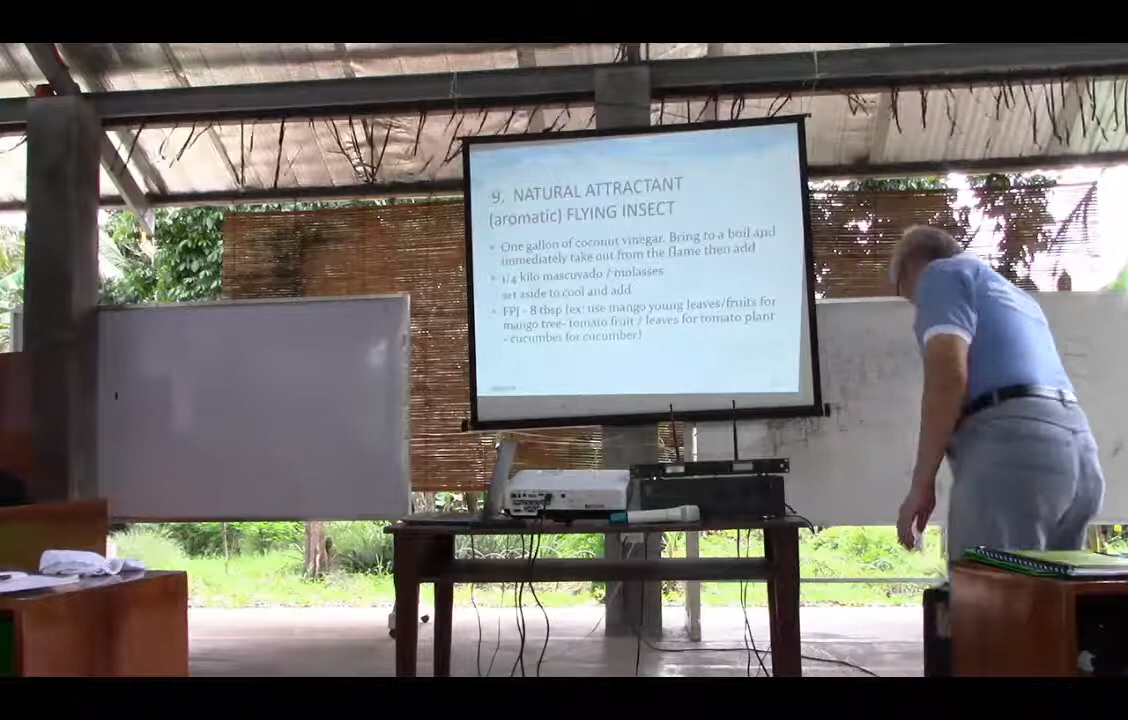 9. NATURAL ATTRACTANT
(aromatic) FLYING INSECT
• One gallon of coconut vinegar. Bring to a boil and
immediately take out from the flame then add
• 1/4 kilo mascuvado / molasses
set aside to cool and add
• FPJ - 8 tbsp [ex: use mango young leaves/fruits for
mango tree- tomato fruit / leaves for tomato plant
- cucumber for cucumber]